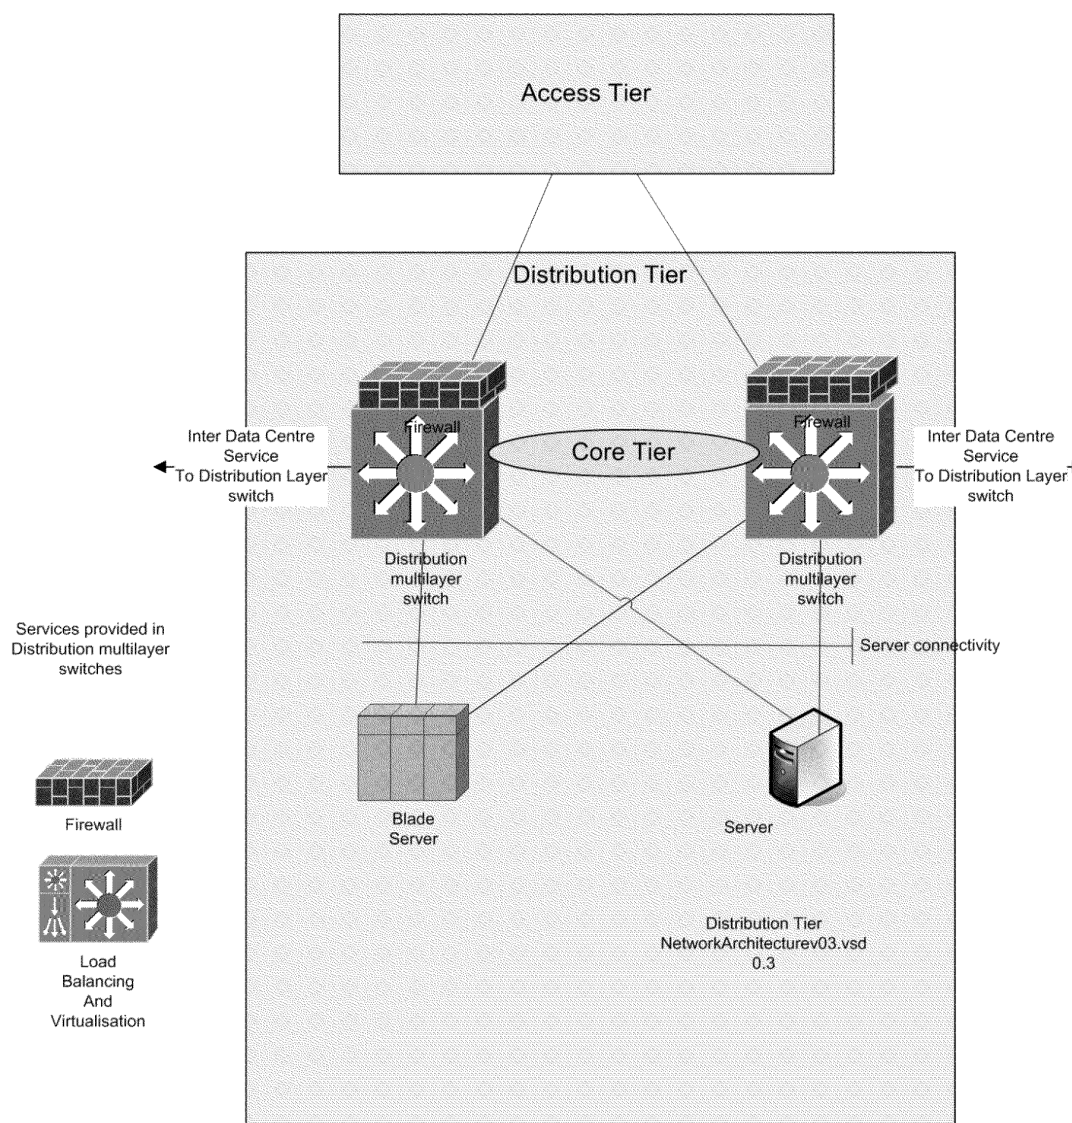 Access Tier
Distribution Tier
Firewall
Firewall
Inter Data Centre
Service
To Distribution Layer
switch
Core Tier
Inter Data Centre
Service
To Distribution Layer
switch
Distribution
multilayer
switch
Distribution
multilayer
switch
Services provided in
Distribution multilayer
switches
Server connectivity
Firewall
Blade
Server
Server
Load
Balancing
And
Virtualisation
Distribution Tier
NetworkArchitecturev03.vsd
0.3